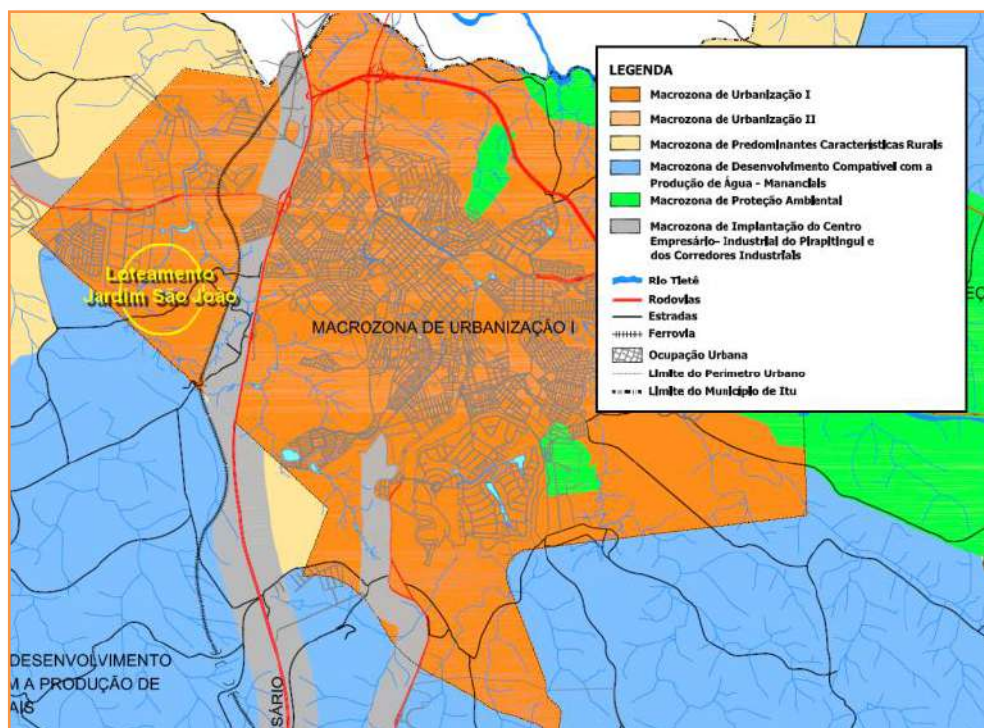 LEGENDA
Macrozona de Urbanização I
Macrozona de Urbanização II
Macrozona de Predominantes Características Rurais
Macrozona de Desenvolvimento Compatível com a
Produção de Água - Mananciais
Macrozona de Proteção Ambiental
Macrozona de Implantação do Centro
Empresário- Industrial do Pirapitingui e
dos Corredores Industriais
Rio Tietê
Rodovias
Estradas
Ferrovia
Ocupação Urbana
Limite do Perímetro Urbano
Limite do Município de Itu
Loteamento
Jardim São João
MACROZONA DE URBANIZAÇÃO I
DESENVOLVIMENTO
M A PRODUÇÃO DE
AIS
SÁRIO